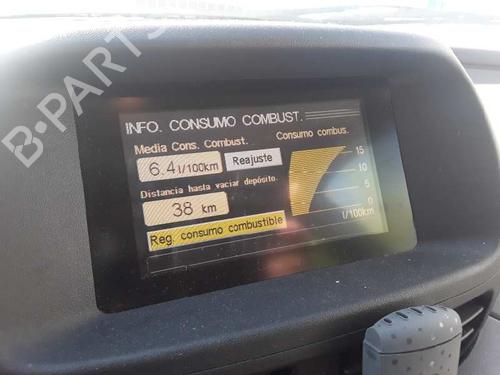 B-PARTS
INFO. CONSUMO COMBUST.
Media Cons. Combust.
Consumo combus.
6.4 l/100km
Reajuste
15
10
5
0
Distancia hasta vaciar depósito.
38 km
l/100km
Reg. consumo combustible